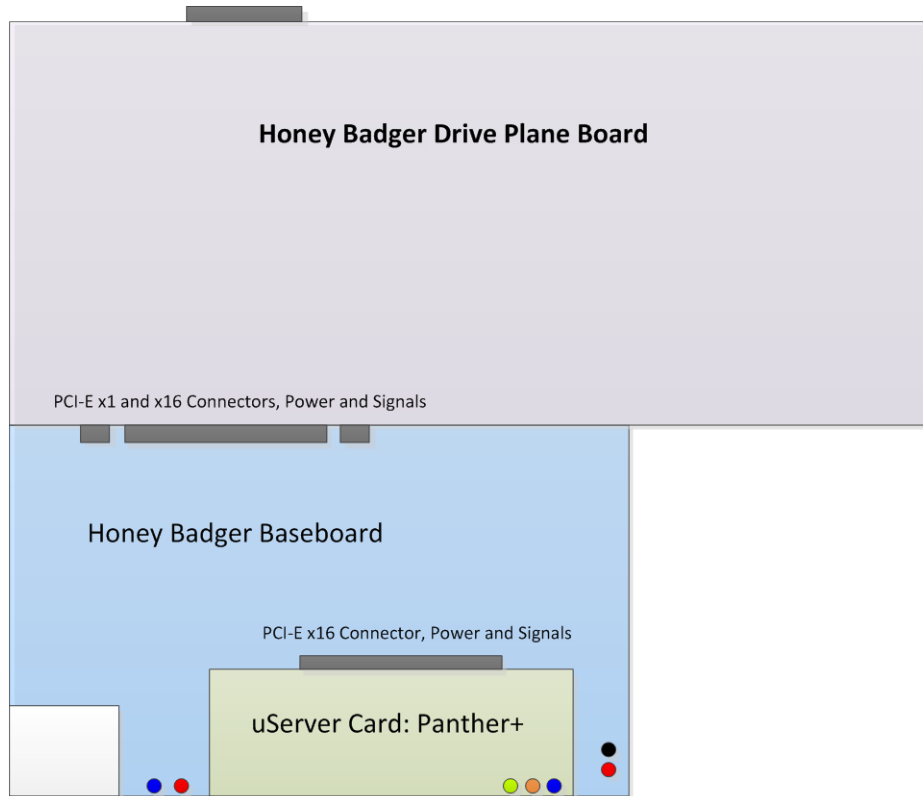 Honey Badger Drive Plane Board
PCI-E x1 and x16 Connectors, Power and Signals
Honey Badger Baseboard
PCI-E x16 Connector, Power and Signals
uServer Card: Panther+